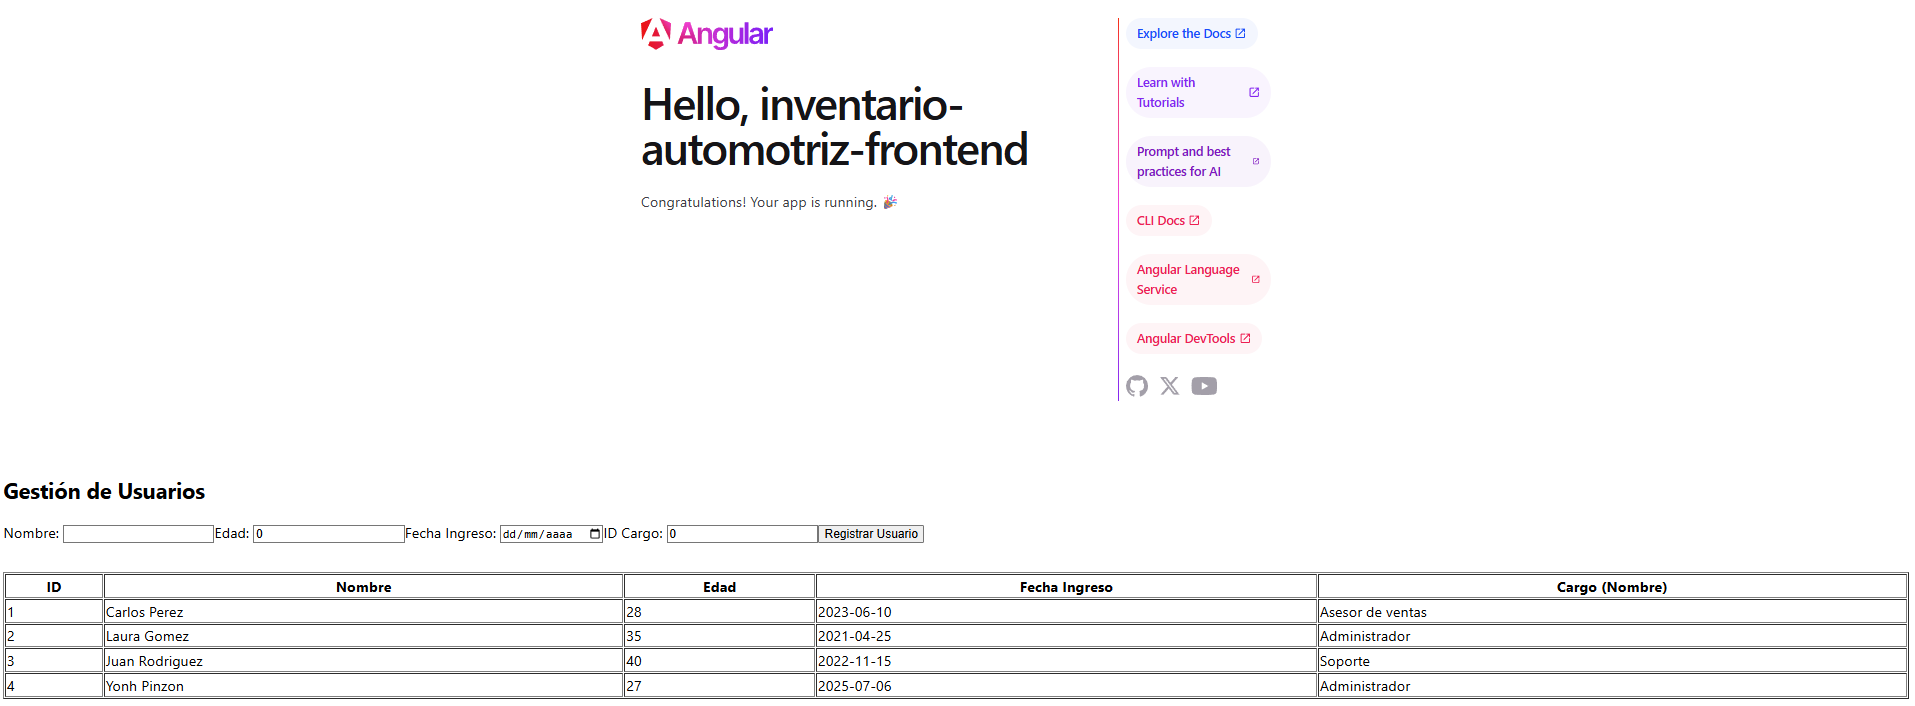 Angular
Hello, inventario-
automotriz-frontend
Congratulations! Your app is running. 🎉
Explore the Docs
Learn with
Tutorials
Prompt and best
practices for AI
CLI Docs
Angular Language
Service
Angular DevTools
Gestión de Usuarios
Nombre: Edad: 0 Fecha Ingreso: dd/mm/aaaa ID Cargo: 0 Registrar Usuario
ID Nombre Edad Fecha Ingreso Cargo (Nombre)
1 Carlos Perez 28 2023-06-10 Asesor de ventas
2 Laura Gomez 35 2021-04-25 Administrador
3 Juan Rodriguez 40 2022-11-15 Soporte
4 Yonh Pinzon 27 2025-07-06 Administrador